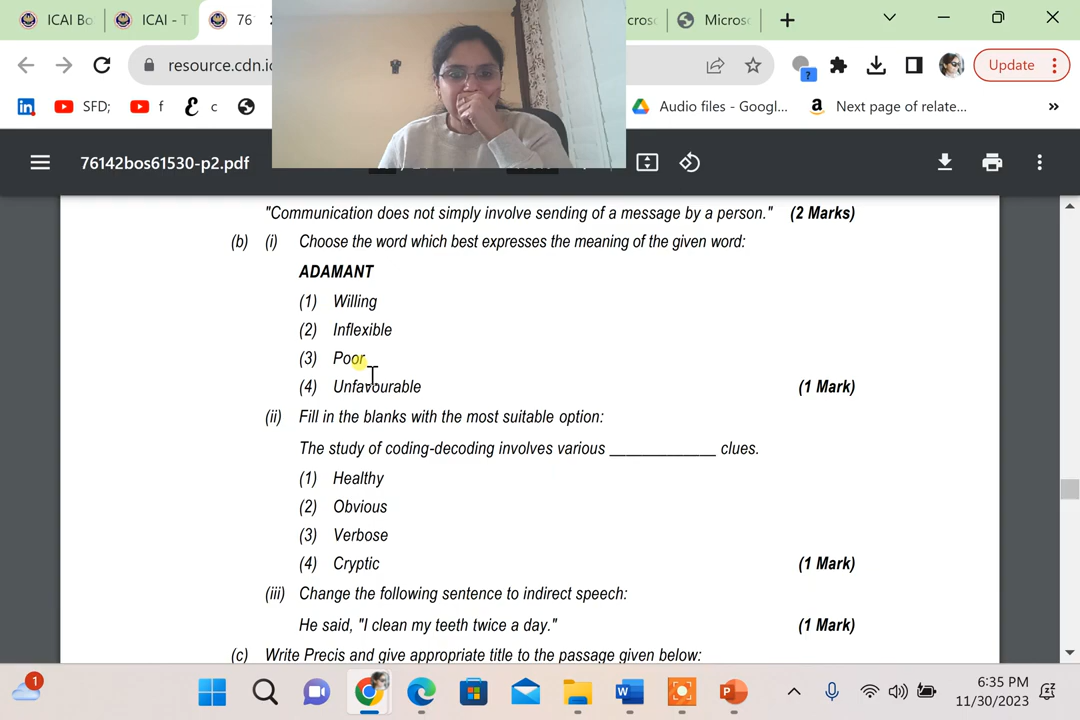 ICAI Bo
ICAI - T
76
crosc
Microsc
resource.cdn.ic
Update
SFD;
f
c
Audio files - Googl...
Next page of relate...
76142bos61530-p2.pdf
"Communication does not simply involve sending of a message by a person." (2 Marks)
(b) (i) Choose the word which best expresses the meaning of the given word:
ADAMANT
(1) Willing
(2) Inflexible
(3) Poor
(4) Unfavourable (1 Mark)
(ii) Fill in the blanks with the most suitable option:
The study of coding-decoding involves various ______________ clues.
(1) Healthy
(2) Obvious
(3) Verbose
(4) Cryptic (1 Mark)
(iii) Change the following sentence to indirect speech:
He said, "I clean my teeth twice a day." (1 Mark)
(c) Write Precis and give appropriate title to the passage given below:
1
6:35 PM
11/30/2023